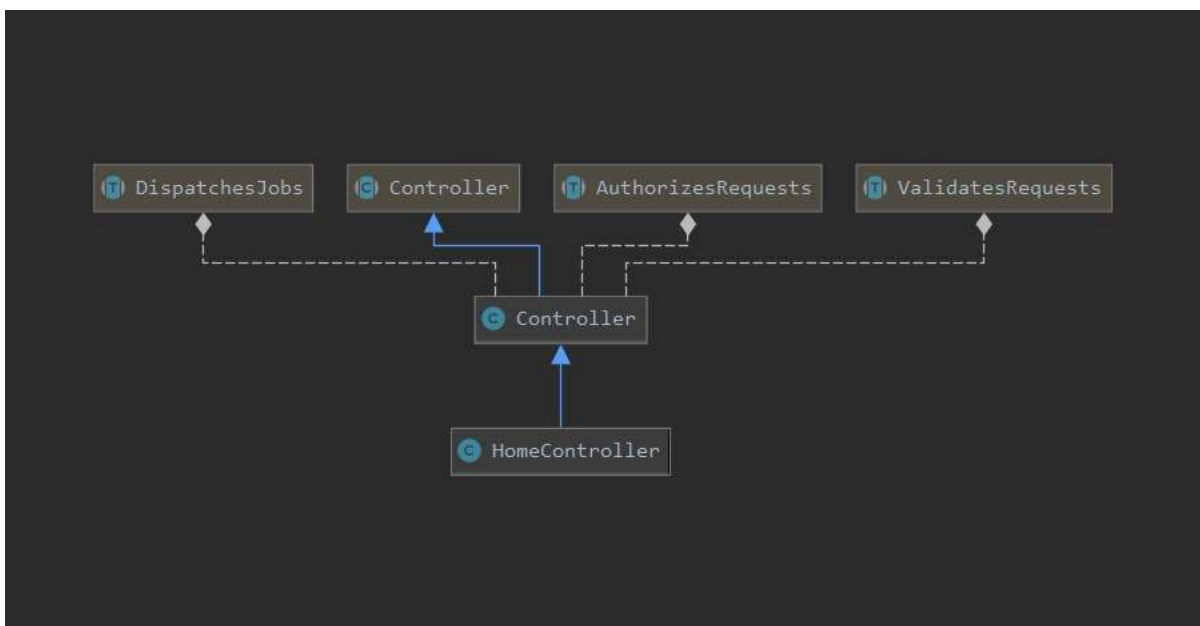 T DispatchesJobs
C Controller
T AuthorizesRequests
T ValidatesRequests
C Controller
C HomeController